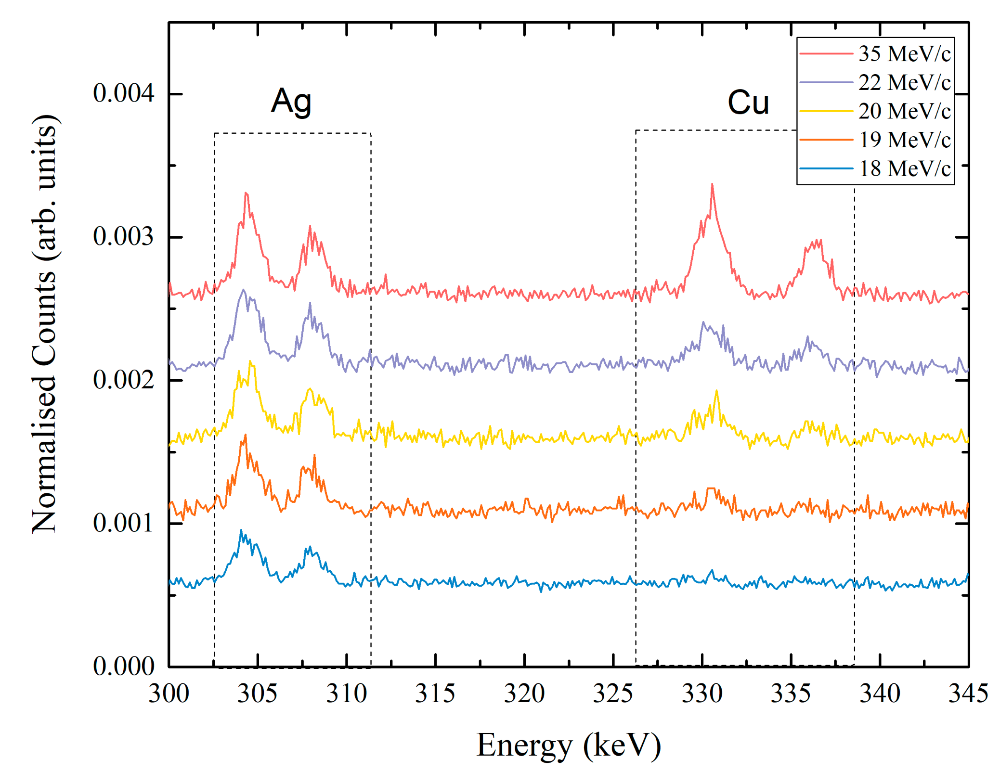 35 MeV/c
22 MeV/c
20 MeV/c
19 MeV/c
18 MeV/c
Ag
Cu
Normalised Counts (arb. units)
0.004
0.003
0.002
0.001
0.000
300 305 310 315 320 325 330 335 340 345
Energy (keV)